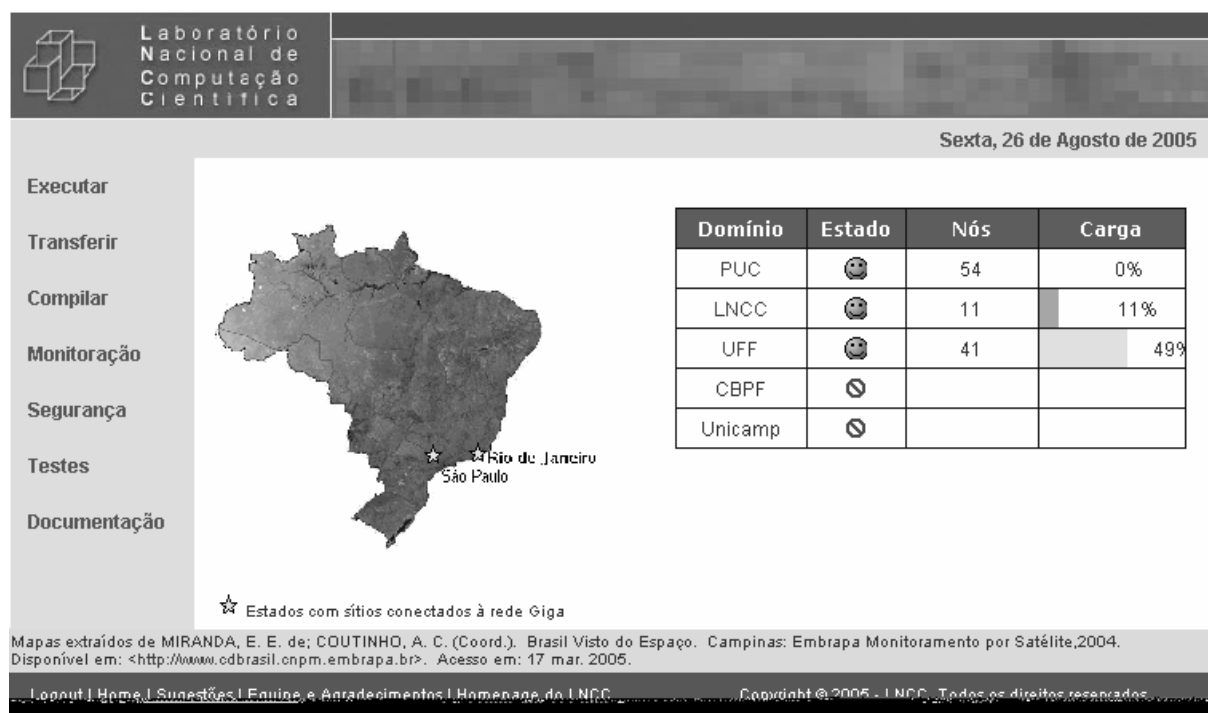 Laboratório
Nacional de
Computação
Científica
Sexta, 26 de Agosto de 2005
Executar
Transferir
Compilar
Monitoração
Segurança
Testes
Documentação
Rio de Janeiro
São Paulo
Estados com sítios conectados à rede Giga
Domínio Estado Nós Carga
PUC 54 0%
LNCC 11 11%
UFF 41 49%
CBPF
Unicamp
Mapas extraídos de MIRANDA, E. E. de; COUTINHO, A. C. (Coord.). Brasil Visto do Espaço. Campinas: Embrapa Monitoramento por Satélite,2004.
Disponível em: <http://www.cdbrasil.cnpm.embrapa.br>. Acesso em: 17 mar. 2005.
Logout | Home | Sugestões | Equipe e Agradecimentos | Homepage do LNCC
Copyright © 2005 - LNCC. Todos os direitos reservados